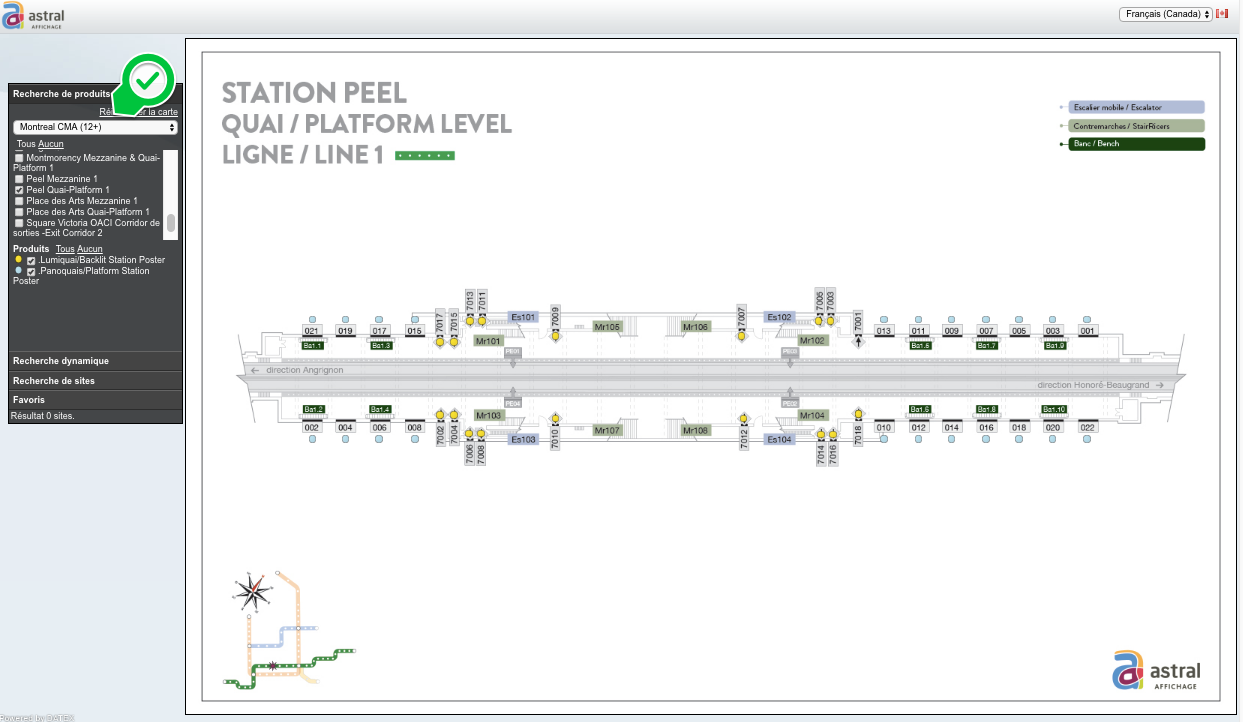 astral
AFFICHAGE
Français (Canada)
Recherche de produits
la carte
Montreal CMA (12+)
Tous Aucun
Montmorency Mezzanine & Quai-
Platform 1
Peel Mezzanine 1
Peel Quai-Platform 1
Place des Arts Mezzanine 1
Place des Arts Quai-Platform 1
Square Victoria OACI Corridor de
sorties -Exit Corridor 2
Produits Tous Aucun
.Lumiquai/Backlit Station Poster
.Panoquais/Platform Station
Poster
Recherche dynamique
Recherche de sites
Favoris
Résultat 0 sites.
Powered by DATEX
STATION PEEL
QUAI / PLATFORM LEVEL
LIGNE / LINE 1
Escalier mobile / Escalator
Contremarches / StairRicers
Banc / Bench
7013 7011 7005 7003
7017 7015 Es101 7009 7007 Es102 7001
021 019 017 015 Mr105 Mr106 013 011 009 007 005 003 001
Ba1.1 Ba1.3 Mr101 Mr102 Ba1.5 Ba1.7 Ba1.9
← direction Angrignon
direction Honoré-Beaugrand →
Ba1.2 Ba1.4 Mr103 Mr104 Ba1.6 Ba1.8 Ba1.10
002 004 006 008 7002 7004 7010 Mr107 Mr108 7012 7018 010 012 014 016 018 020 022
7006 7008 Es103 Es104 7014 7016
astral
AFFICHAGE